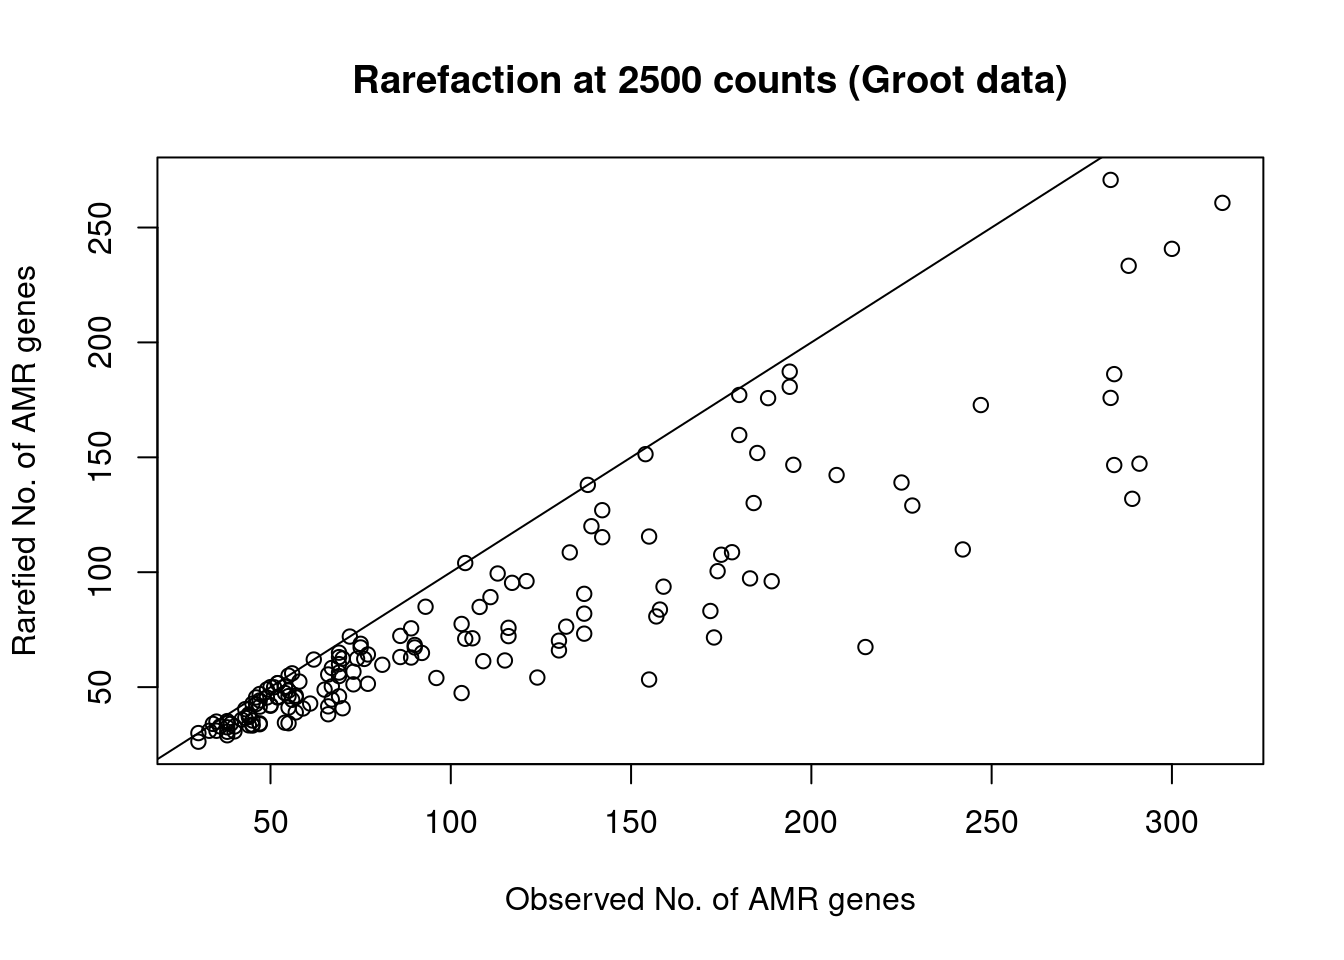 Rarefaction at 2500 counts (Groot data)
Rarefied No. of AMR genes
250
200
150
100
50
50 100 150 200 250 300
Observed No. of AMR genes